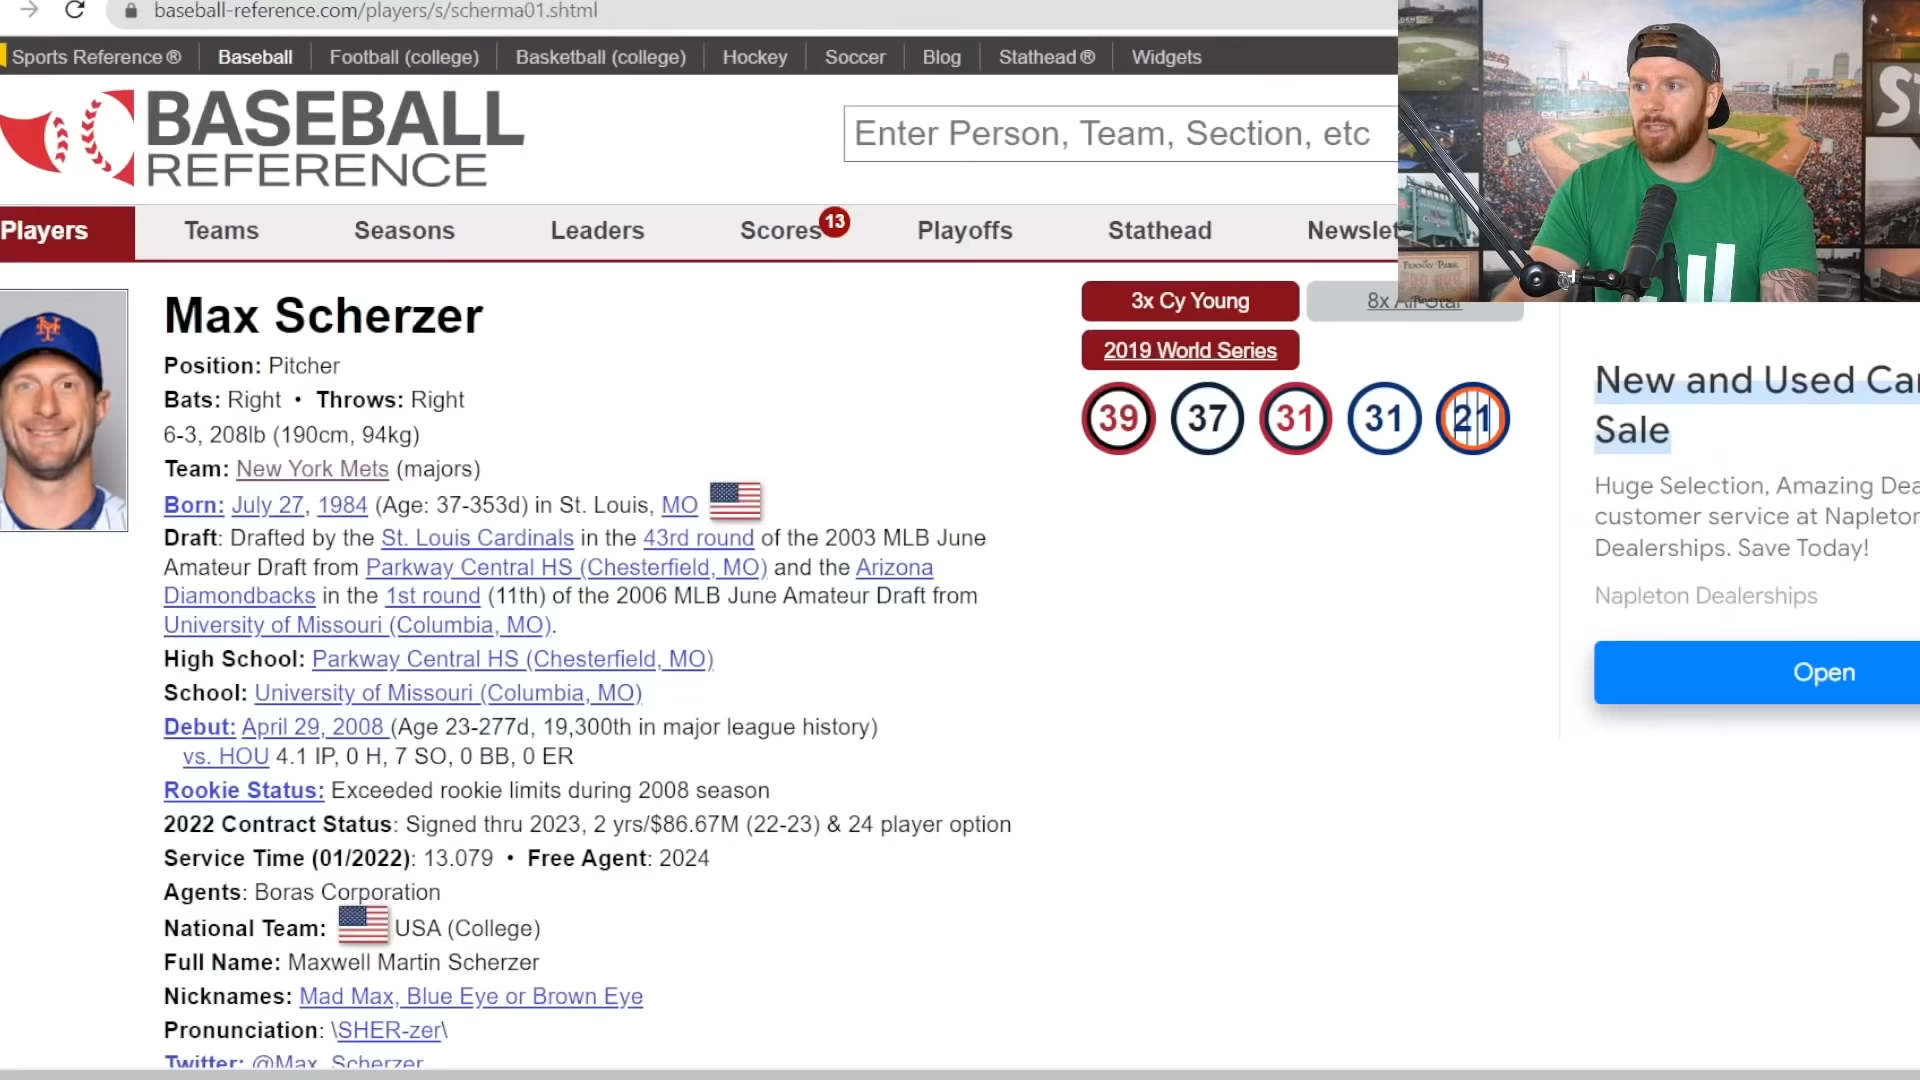 baseball-reference.com/players/s/scherma01.shtml
Sports Reference ® Baseball Football (college) Basketball (college) Hockey Soccer Blog Stathead ® Widgets
BASEBALL
REFERENCE
Enter Person, Team, Section, etc
Players Teams Seasons Leaders Scores 13 Playoffs Stathead Newslet
Max Scherzer
3x Cy Young 8x All-Star
2019 World Series
39 37 31 31 21
Position: Pitcher
Bats: Right • Throws: Right
6-3, 208lb (190cm, 94kg)
Team: New York Mets (majors)
Born: July 27, 1984 (Age: 37-353d) in St. Louis, MO
Draft: Drafted by the St. Louis Cardinals in the 43rd round of the 2003 MLB June
Amateur Draft from Parkway Central HS (Chesterfield, MO) and the Arizona
Diamondbacks in the 1st round (11th) of the 2006 MLB June Amateur Draft from
University of Missouri (Columbia, MO).
High School: Parkway Central HS (Chesterfield, MO)
School: University of Missouri (Columbia, MO)
Debut: April 29, 2008 (Age 23-277d, 19,300th in major league history)
vs. HOU 4.1 IP, 0 H, 7 SO, 0 BB, 0 ER
Rookie Status: Exceeded rookie limits during 2008 season
2022 Contract Status: Signed thru 2023, 2 yrs/$86.67M (22-23) & 24 player option
Service Time (01/2022): 13.079 • Free Agent: 2024
Agents: Boras Corporation
National Team: USA (College)
Full Name: Maxwell Martin Scherzer
Nicknames: Mad Max, Blue Eye or Brown Eye
Pronunciation: \SHER-zer\
Twitter: @Max_Scherzer
New and Used Car
Sale
Huge Selection, Amazing Dea
customer service at Napleton
Dealerships. Save Today!
Napleton Dealerships
Open
FENWAY PARK
ST